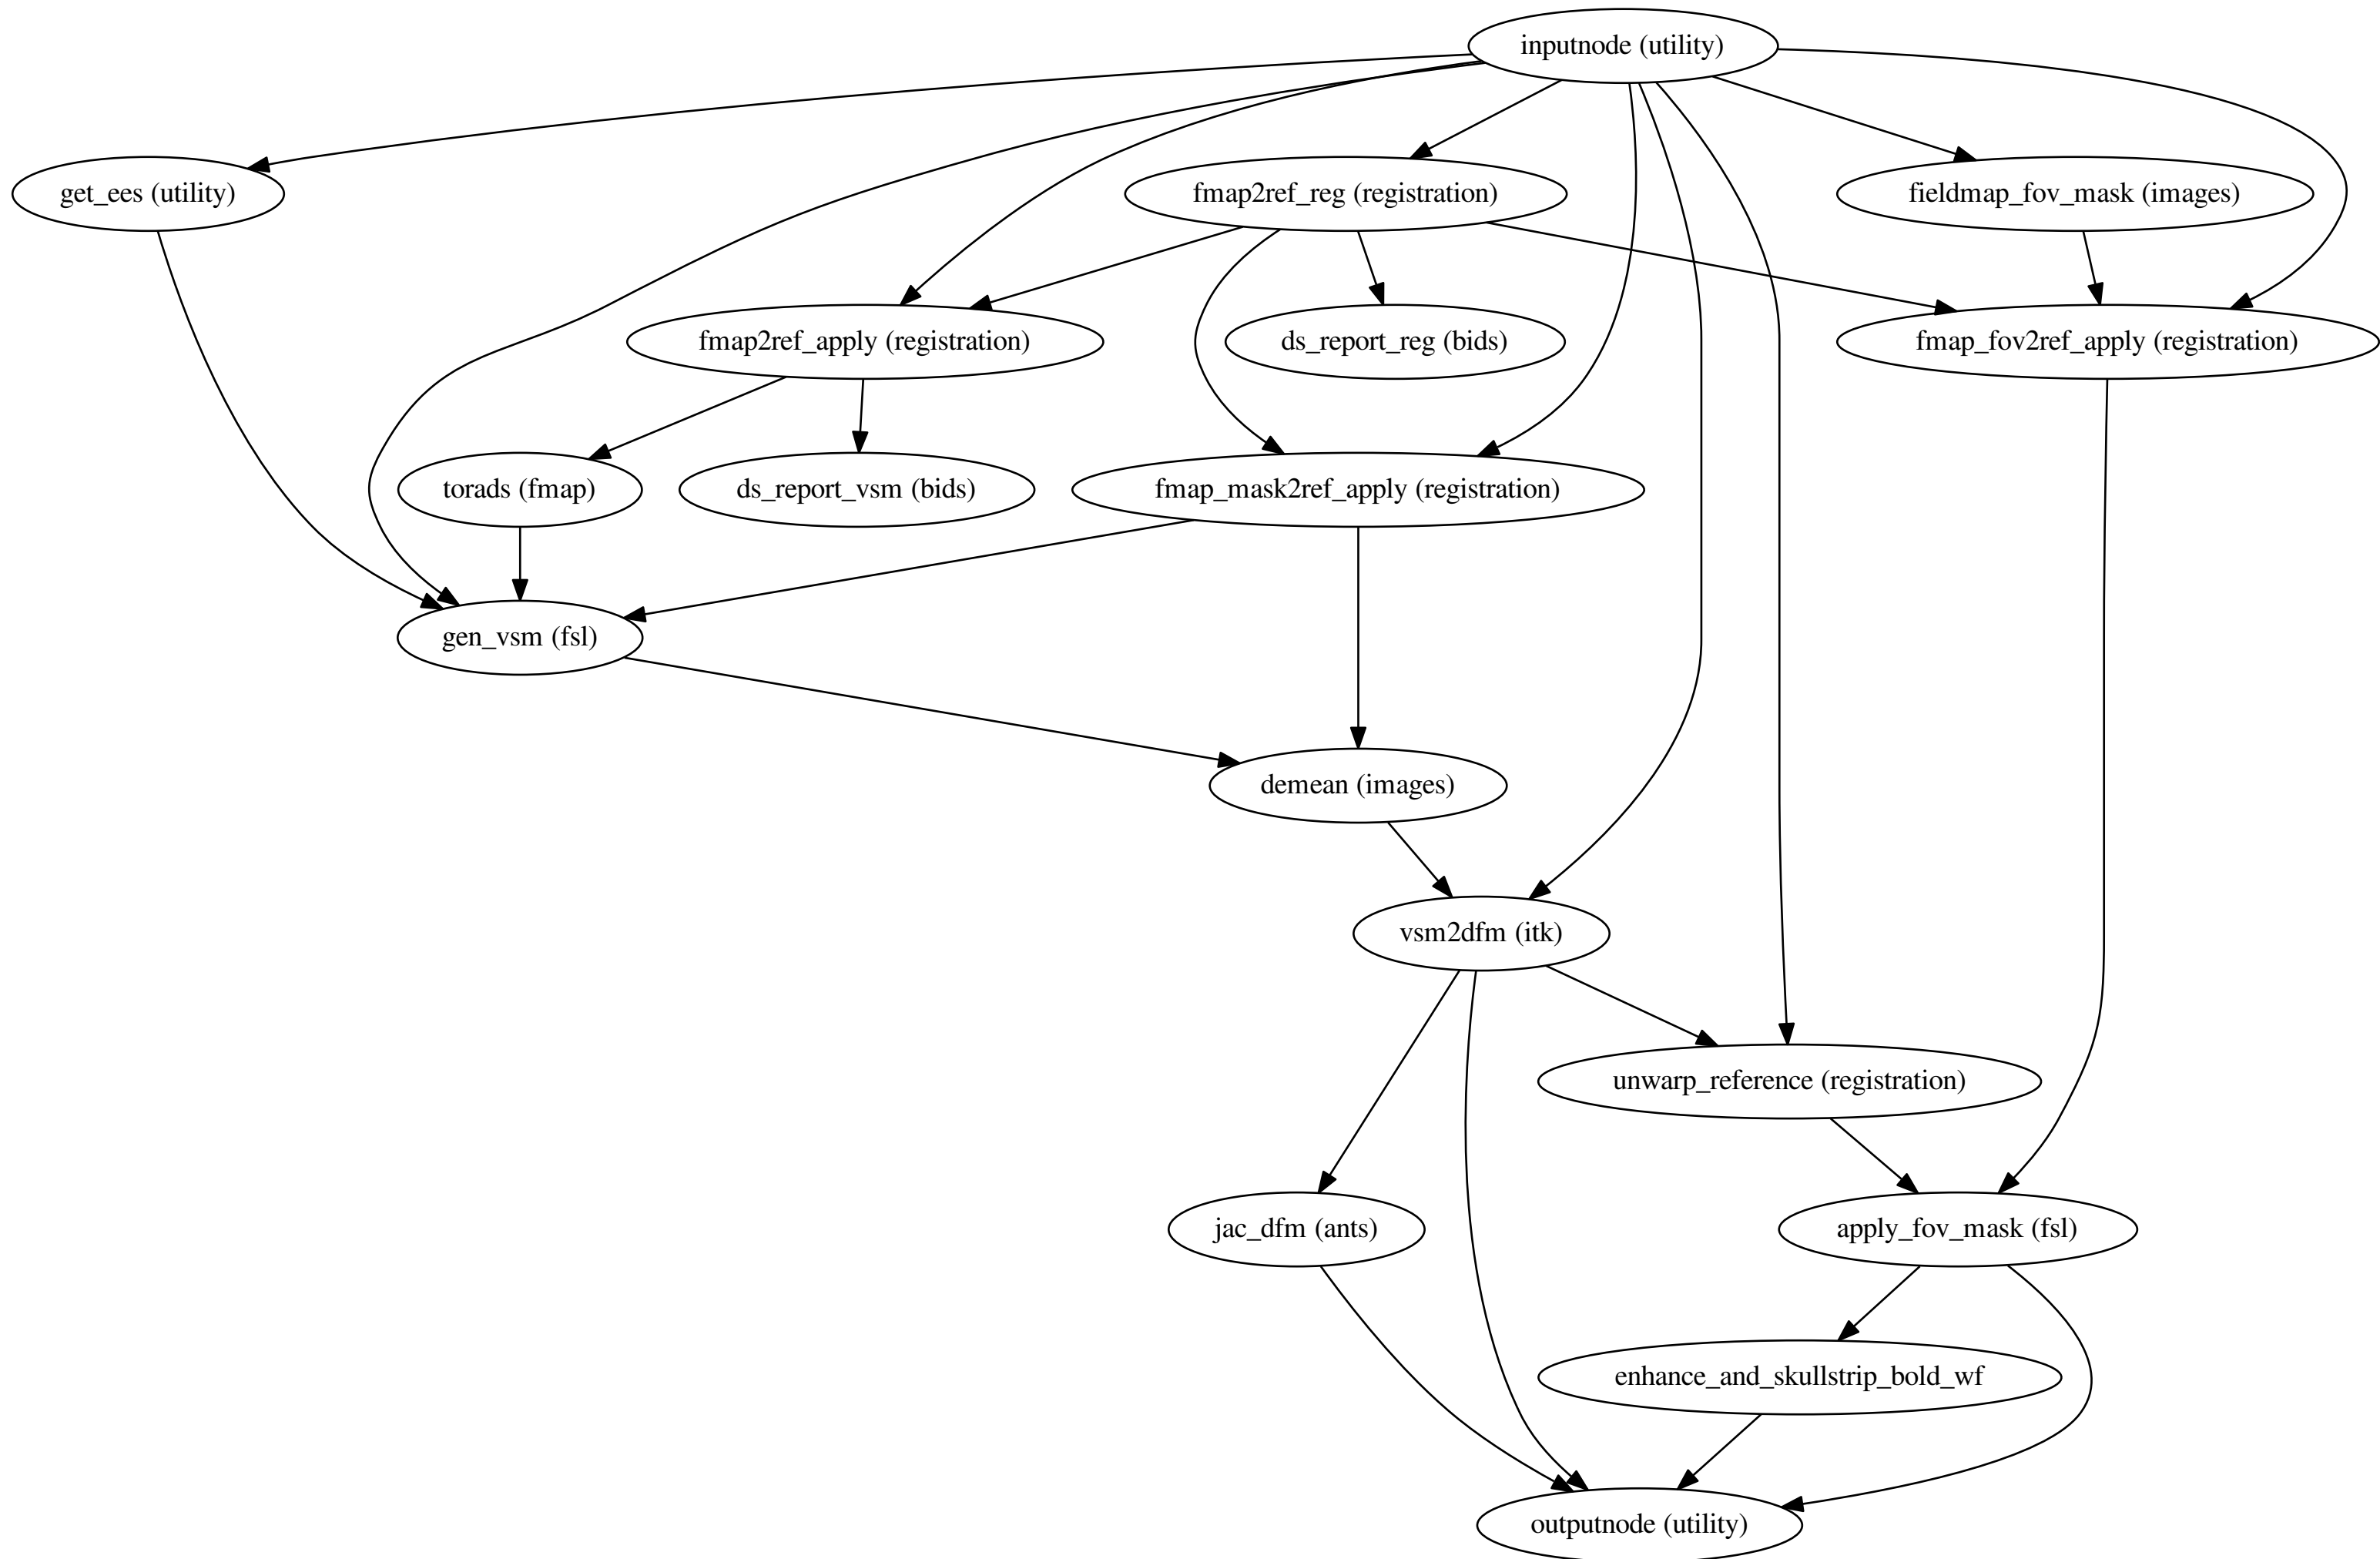 inputnode (utility)
get_ees (utility)
fmap2ref_reg (registration)
fieldmap_fov_mask (images)
fmap2ref_apply (registration)
ds_report_reg (bids)
fmap_fov2ref_apply (registration)
torads (fmap)
ds_report_vsm (bids)
fmap_mask2ref_apply (registration)
gen_vsm (fsl)
demean (images)
vsm2dfm (itk)
unwarp_reference (registration)
jac_dfm (ants)
apply_fov_mask (fsl)
enhance_and_skullstrip_bold_wf
outputnode (utility)